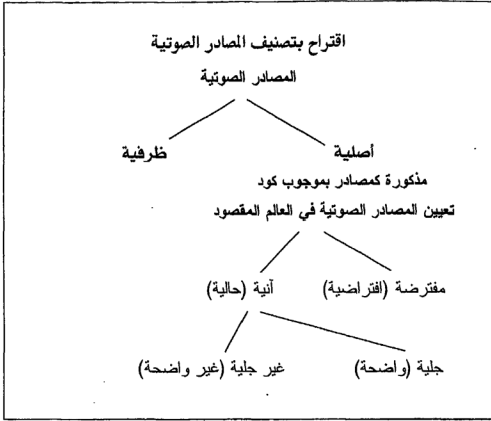 اقتراح بتصنيف المصادر الصوتية
المصادر الصوتية
أصلية ظرفية
مذكورة كمصادر بموجب كود
تعيين المصادر الصوتية في العالم المقصود
مفترضة (افتراضية) آنية (حالية)
جلية (واضحة) غير جلية (غير واضحة)